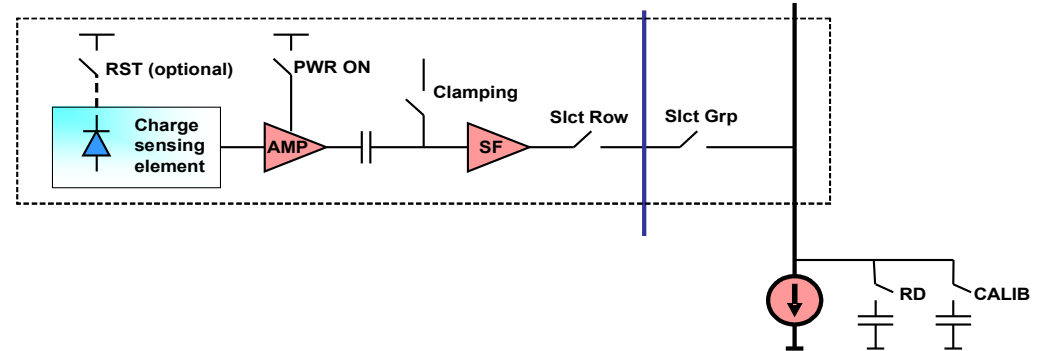 RST (optional)
PWR ON
Clamping
Slct Row
Slct Grp
Charge
sensing
element
AMP
SF
RD
CALIB